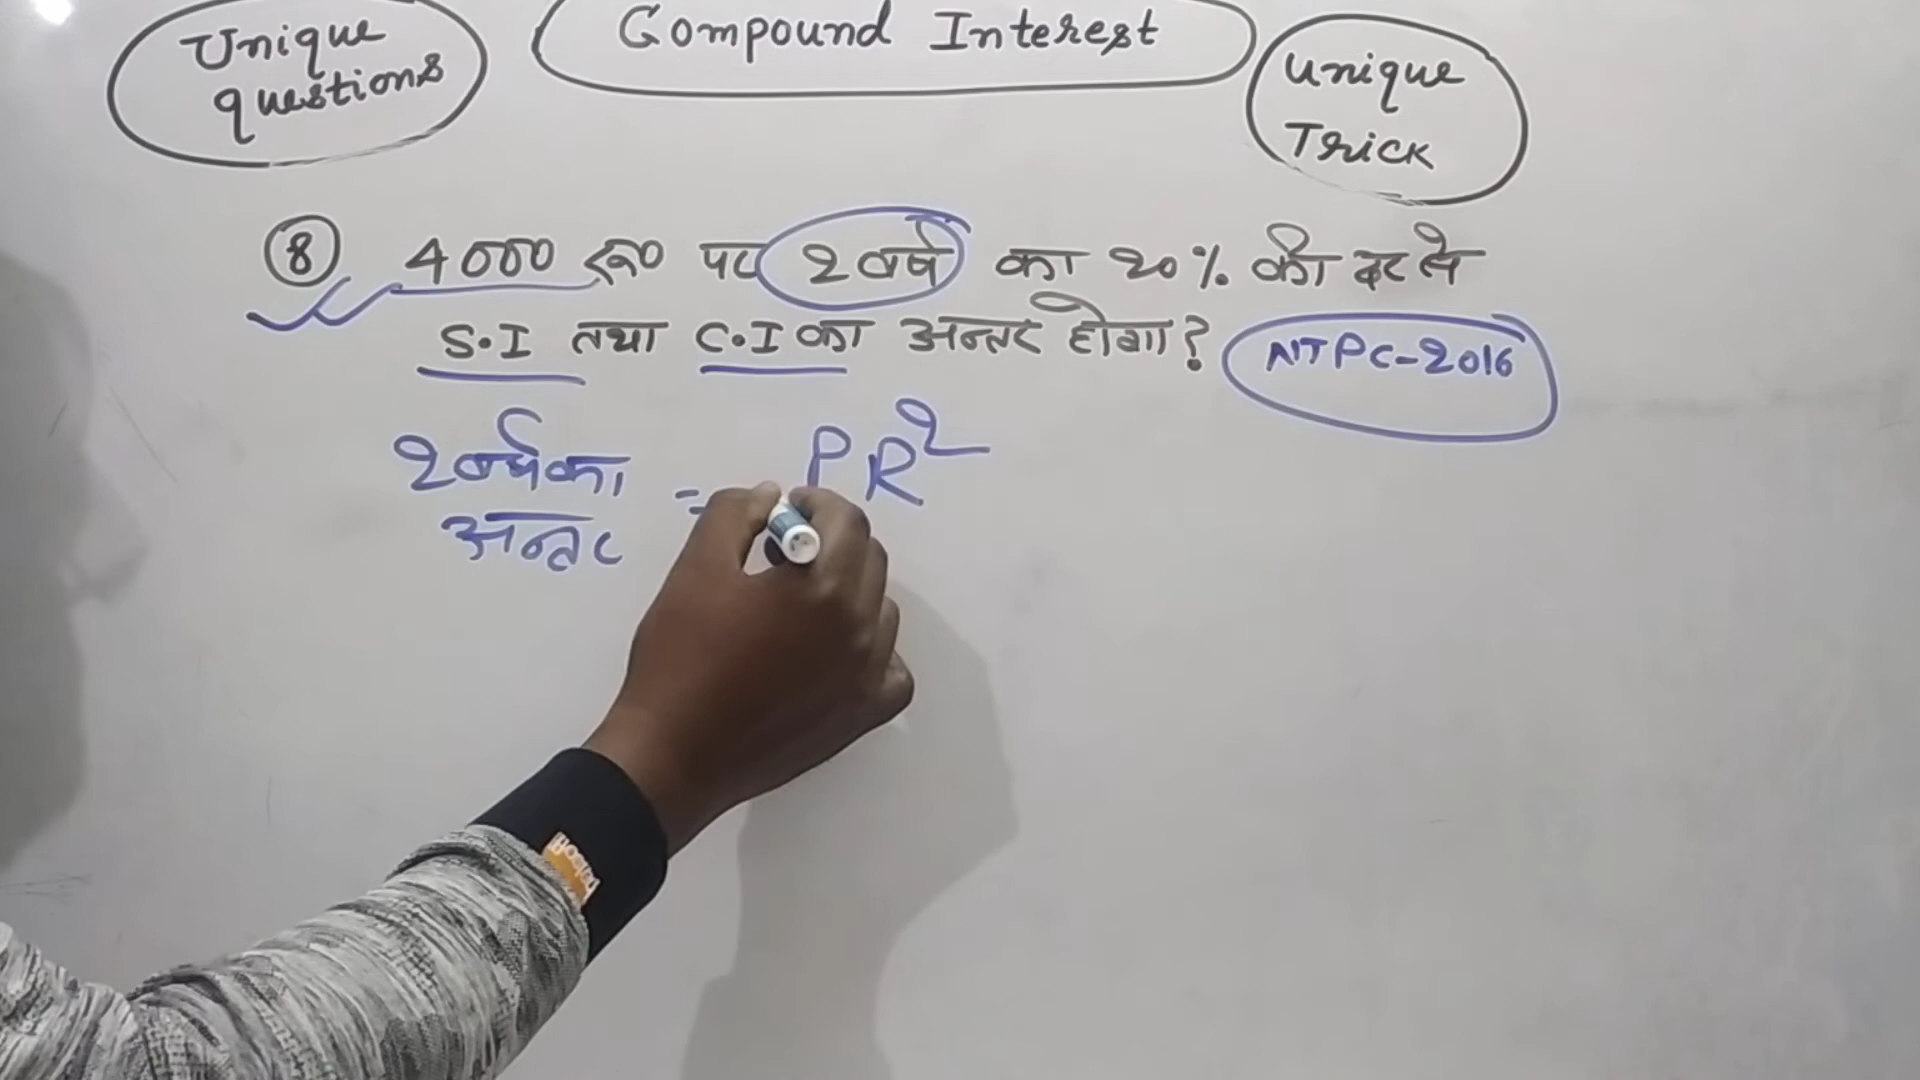 Unique
questions
Compound Interest
Unique
Trick
8 4000 रु० पर 2 वर्ष का 20% की दर से
S.I तथा C.I का अन्तर होगा?
NTPC-2016
2 वर्ष का
अन्तर
= PR²